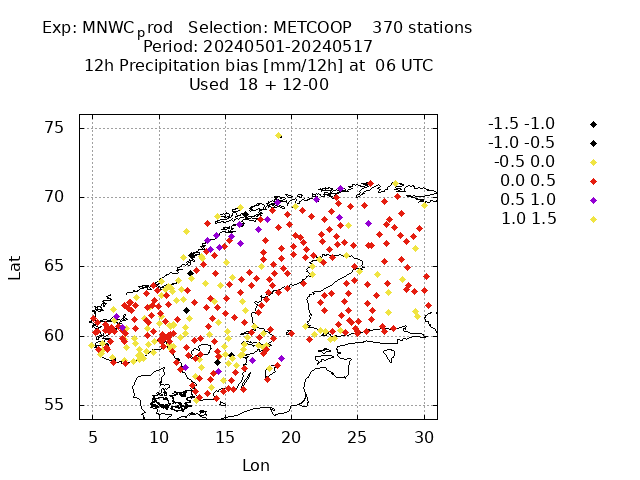 Exp: MNWCprod Selection: METCOOP 370 stations
Period: 20240501-20240517
12h Precipitation bias [mm/12h] at 06 UTC
Used 18 + 12-00
75
70
65
60
55
5 10 15 20 25 30
Lat
Lon
-1.5 -1.0
-1.0 -0.5
-0.5 0.0
0.0 0.5
0.5 1.0
1.0 1.5